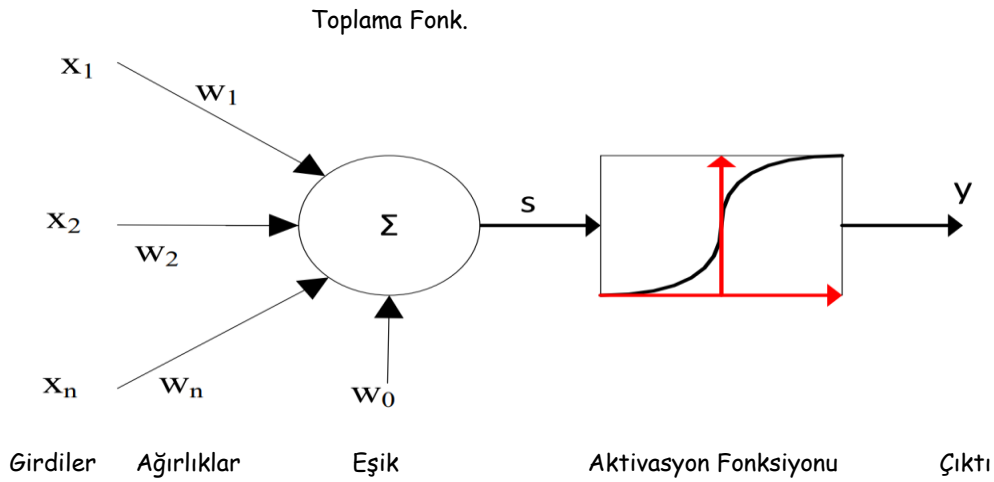 Toplama Fonk.
x1
w1
x2
w2
Σ
s
y
xn
wn
w0
Girdiler Ağırlıklar Eşik Aktivasyon Fonksiyonu Çıktı